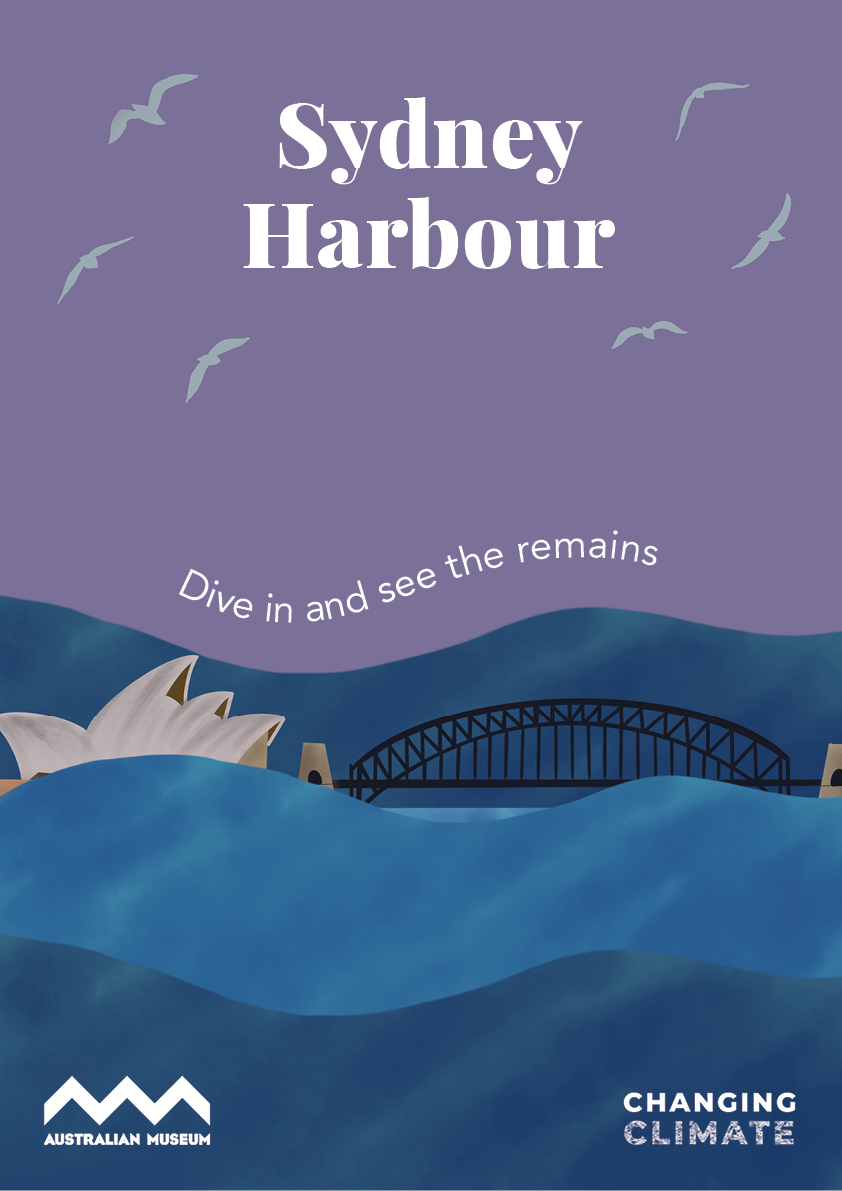 Sydney
Harbour
Dive in and see the remains
AUSTRALIAN MUSEUM
CHANGING
CLIMATE